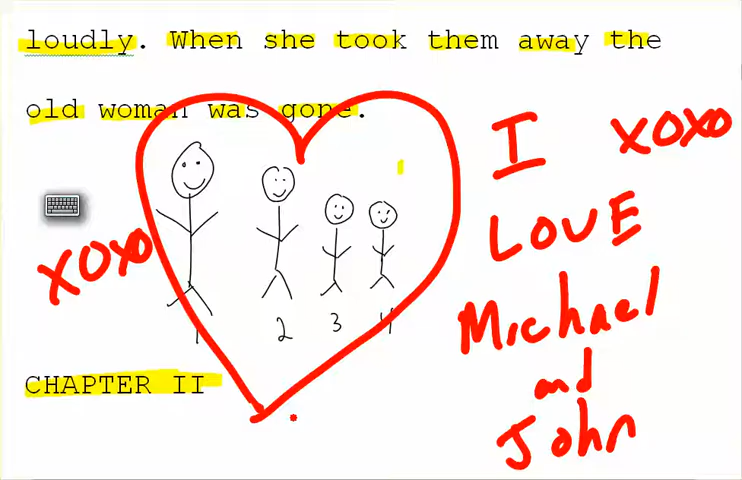 loudly. When she took them away the
old woman was gone.
I XOXO
LOVE
XOXO
Michael
1 2 3 4
and
CHAPTER II
John